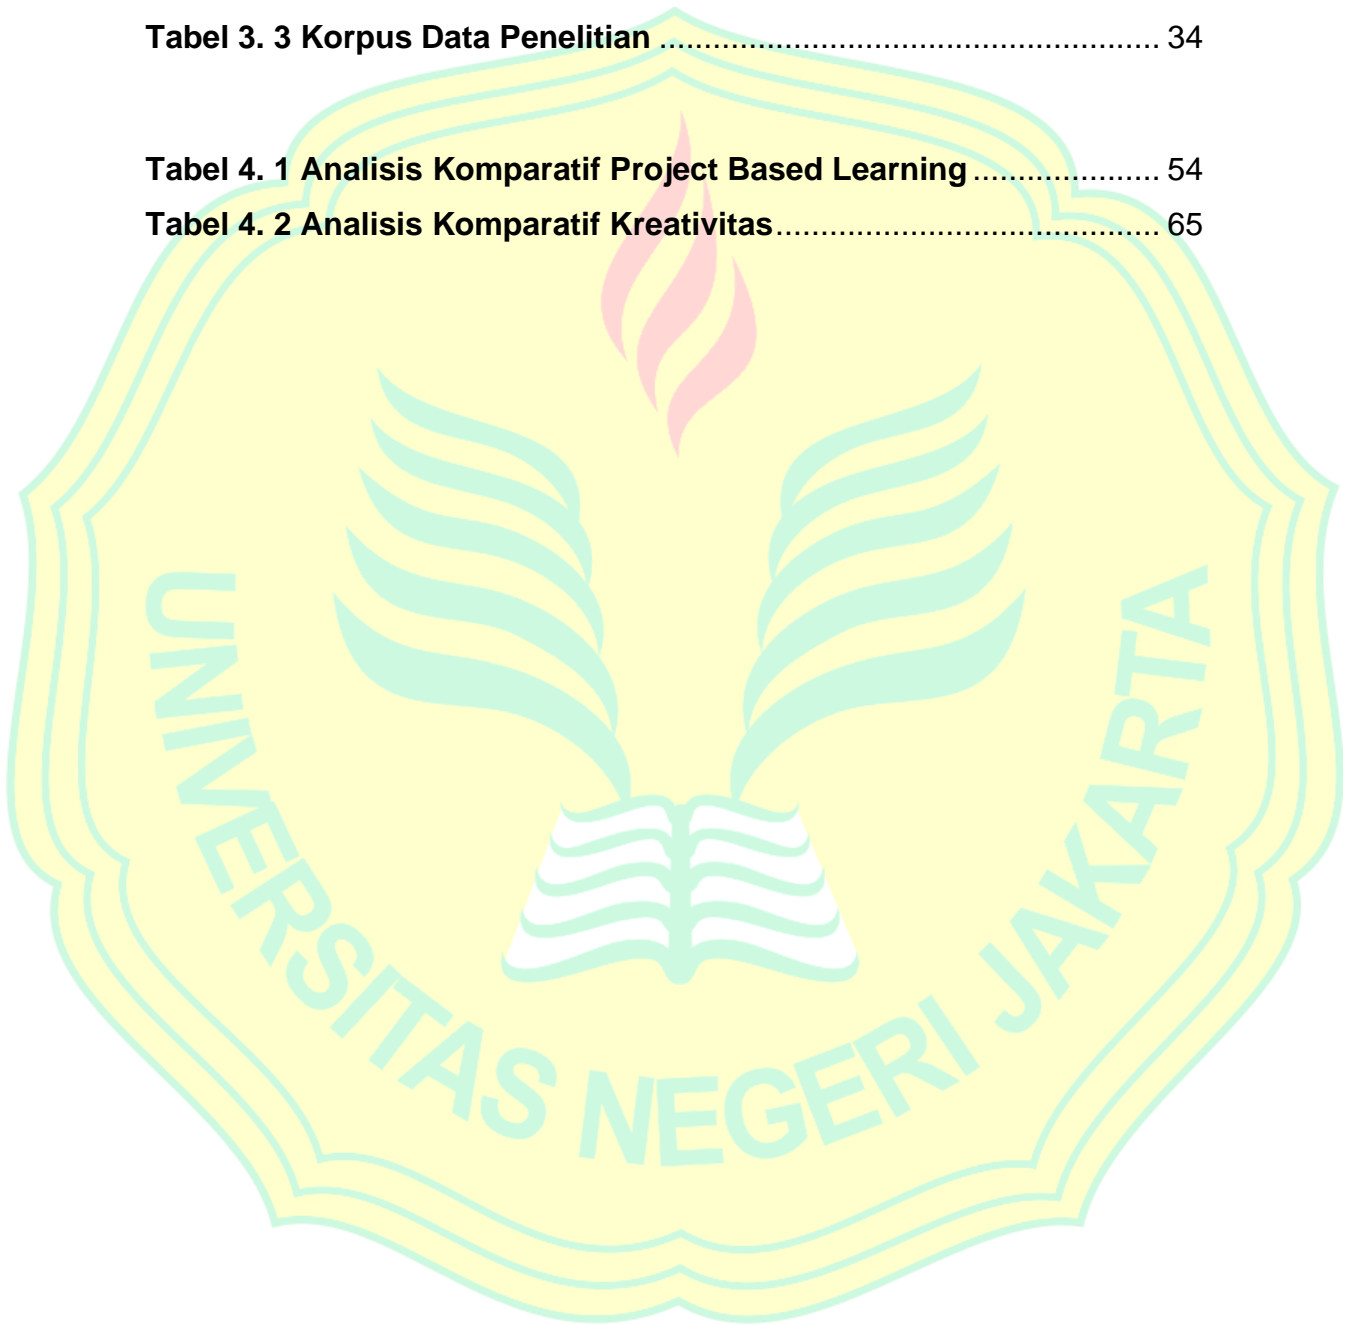 Tabel 3. 3 Korpus Data Penelitian ........................................................ 34
Tabel 4. 1 Analisis Komparatif Project Based Learning ..................... 54
Tabel 4. 2 Analisis Komparatif Kreativitas ........................................... 65
UNIVERSITAS NEGERI JAKARTA